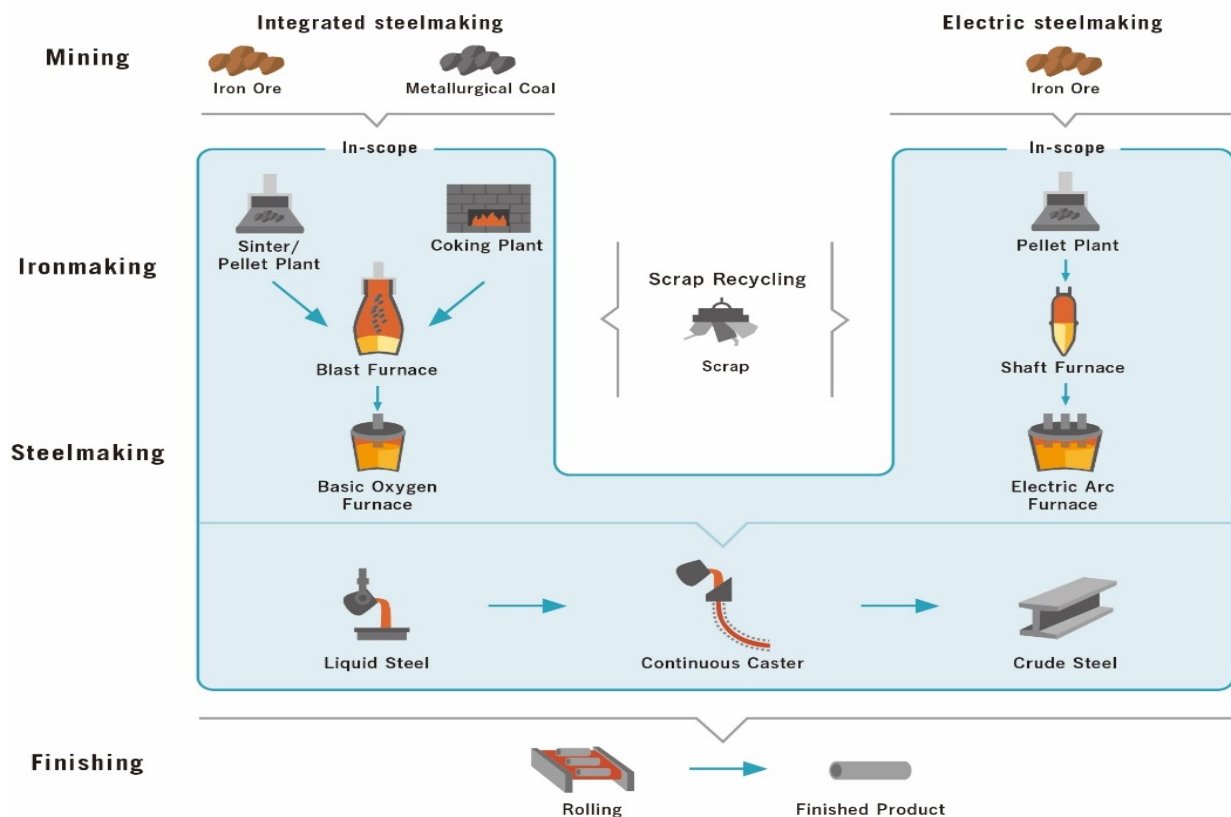 Integrated steelmaking
Electric steelmaking
Mining
Iron Ore
Metallurgical Coal
Iron Ore
In-scope
In-scope
Sinter/
Pellet Plant
Coking Plant
Pellet Plant
Ironmaking
Scrap Recycling
Blast Furnace
Scrap
Shaft Furnace
Steelmaking
Basic Oxygen
Furnace
Electric Arc
Furnace
Liquid Steel
Continuous Caster
Crude Steel
Finishing
Rolling
Finished Product